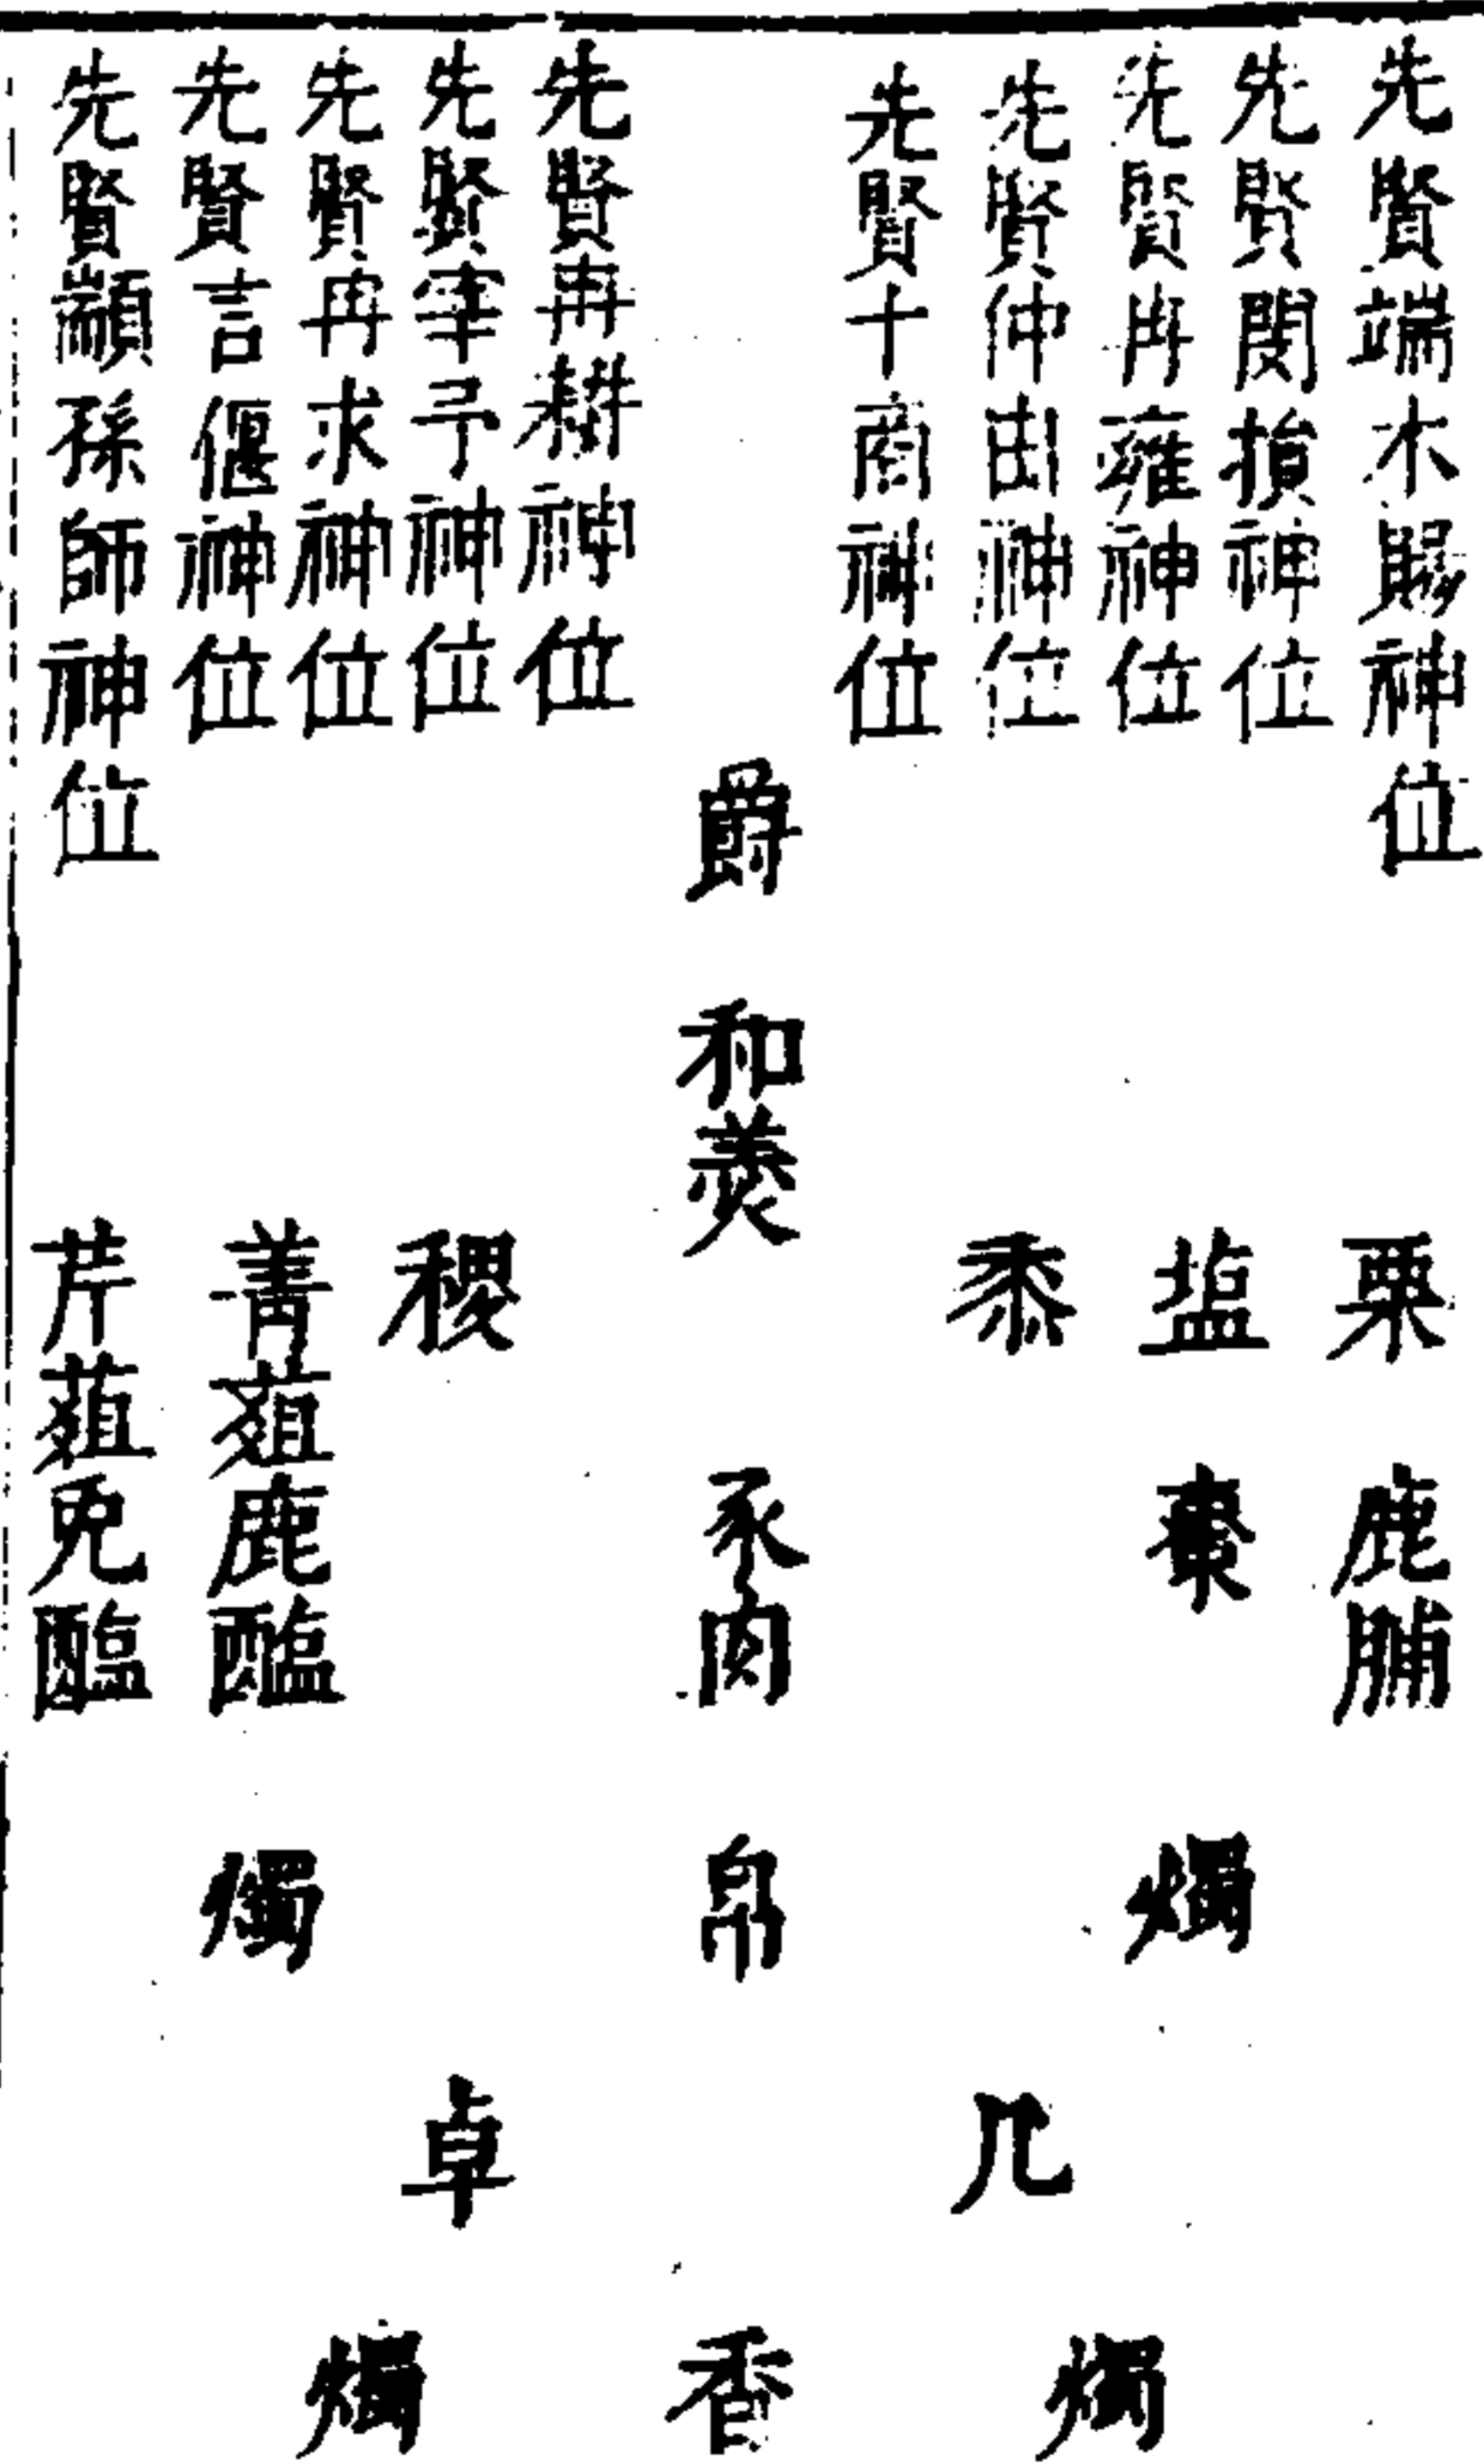 先賢端木賜神位
先賢閔損神位
先賢冉雍神位
先賢仲由神位
先賢卜商神位
先賢冉耕神位
先賢宰予神位
先賢冉求神位
先賢言偃神位
先賢顓孫師神位
爵
和羹
栗
塩
黍
稷
菁菹
芹菹
鹿脯
棗
豕肉
鹿醢
兎醢
燭
帛
燭
几
卓
燭
香
燭